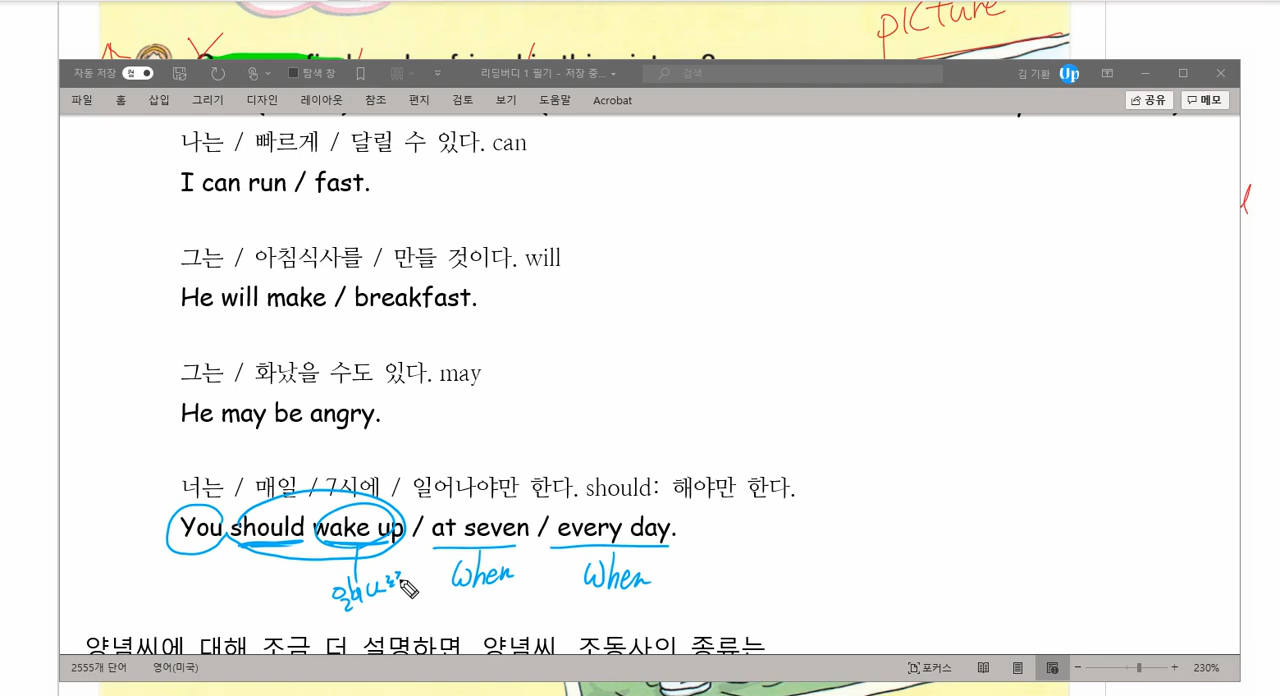 picture
자동 저장 켬 탐색 창 리딩버디 1 필기 - 저장 중... 검색 김 기환 Up
파일 홈 삽입 그리기 디자인 레이아웃 참조 편지 검토 보기 도움말 Acrobat 공유 메모
나는 / 빠르게 / 달릴 수 있다. can
I can run / fast.
그는 / 아침식사를 / 만들 것이다. will
He will make / breakfast.
그는 / 화났을 수도 있다. may
He may be angry.
너는 / 매일 / 7시에 / 일어나야만 한다. should: 해야만 한다.
You should wake up / at seven / every day.
when when
양념씨에 대해 조금 더 설명하면, 양념씨, 조동사의 종류는
2555개 단어 영어(미국) 포커스 230%